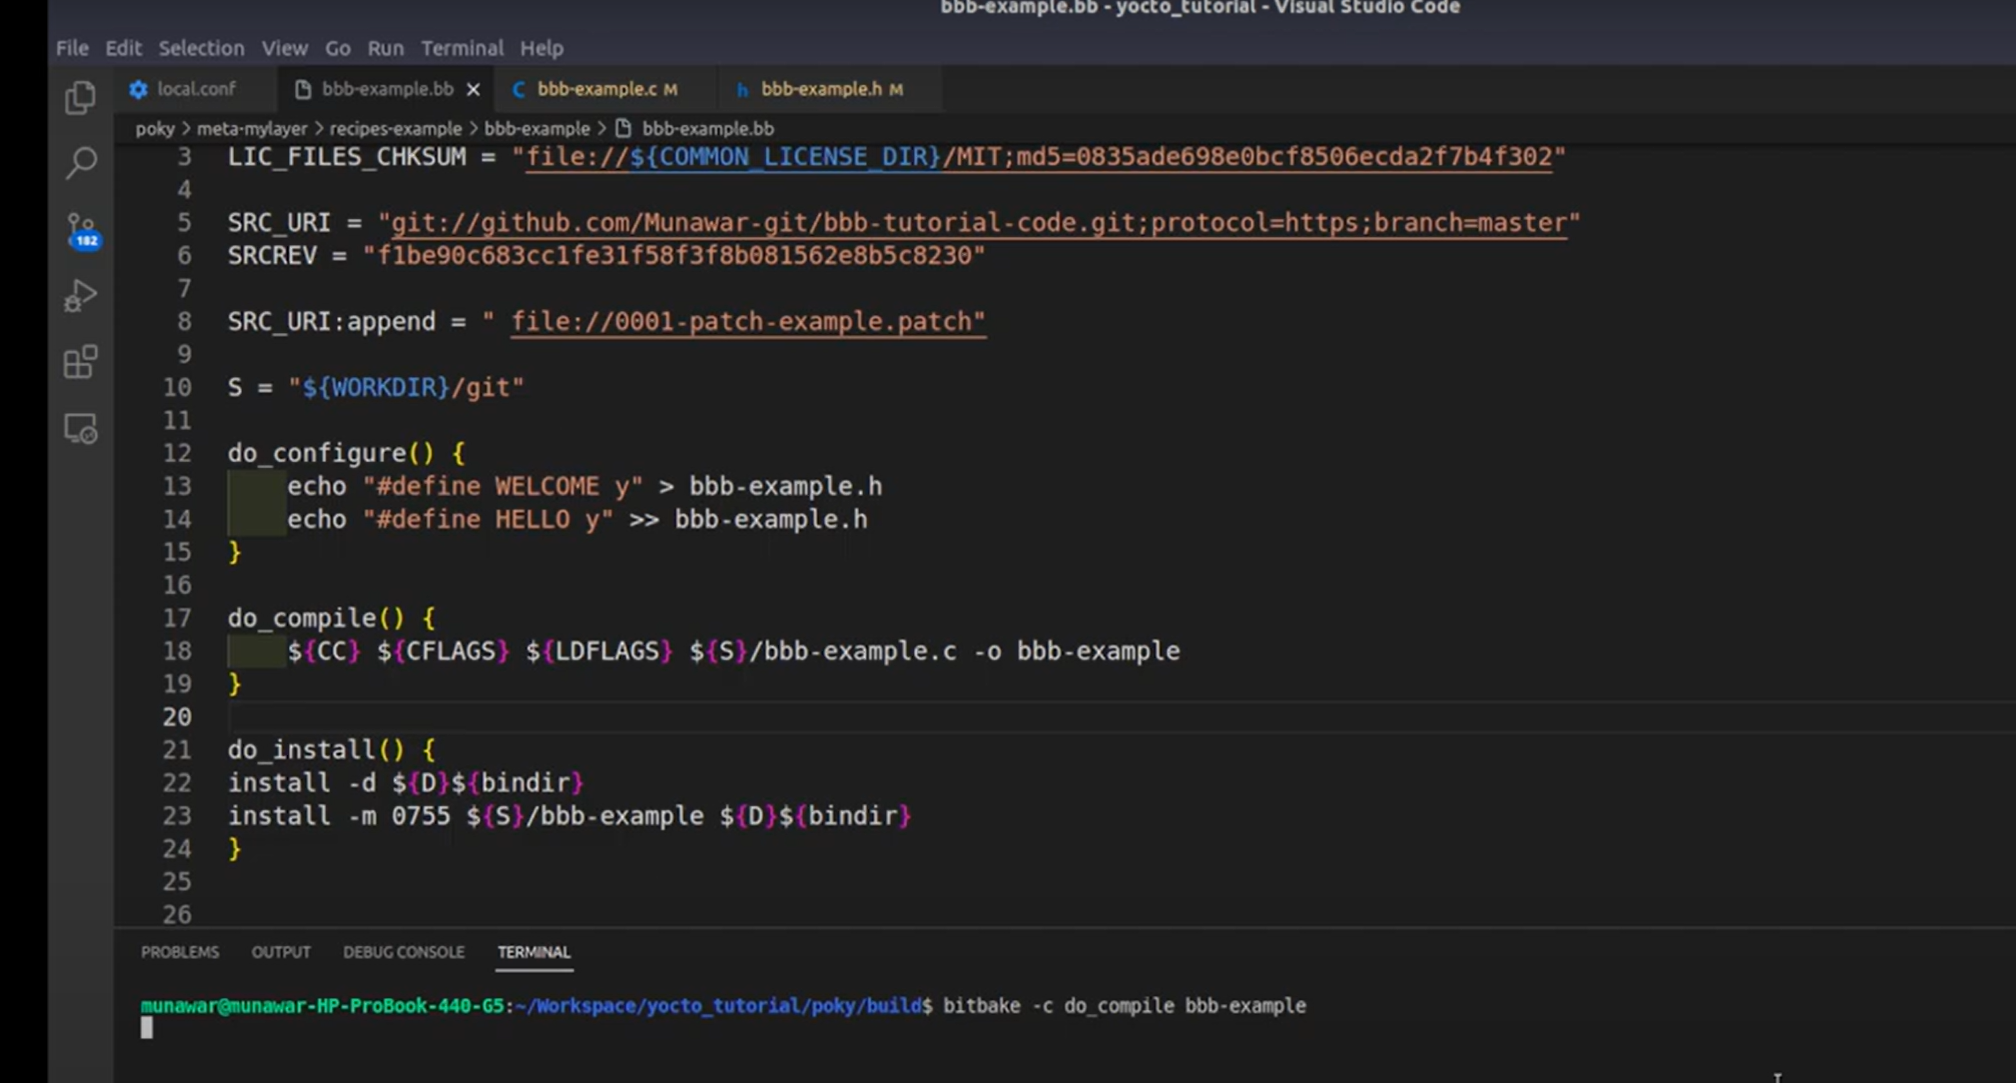 bbb-example.bb - yocto_tutorial - Visual Studio Code
File Edit Selection View Go Run Terminal Help
local.conf bbb-example.bb × C bbb-example.c M h bbb-example.h M
poky > meta-mylayer > recipes-example > bbb-example > bbb-example.bb
3 LIC_FILES_CHKSUM = "file://${COMMON_LICENSE_DIR}/MIT;md5=0835ade698e0bcf8506ecda2f7b4f302"
4
5 SRC_URI = "git://github.com/Munawar-git/bbb-tutorial-code.git;protocol=https;branch=master"
6 SRCREV = "f1be90c683cc1fe31f58f3f8b081562e8b5c8230"
7
8 SRC_URI:append = " file://0001-patch-example.patch"
9
10 S = "${WORKDIR}/git"
11
12 do_configure() {
13 echo "#define WELCOME y" > bbb-example.h
14 echo "#define HELLO y" >> bbb-example.h
15 }
16
17 do_compile() {
18 ${CC} ${CFLAGS} ${LDFLAGS} ${S}/bbb-example.c -o bbb-example
19 }
20
21 do_install() {
22 install -d ${D}${bindir}
23 install -m 0755 ${S}/bbb-example ${D}${bindir}
24 }
25
26
182
PROBLEMS OUTPUT DEBUG CONSOLE TERMINAL
munawar@munawar-HP-ProBook-440-G5:~/Workspace/yocto_tutorial/poky/build$ bitbake -c do_compile bbb-example